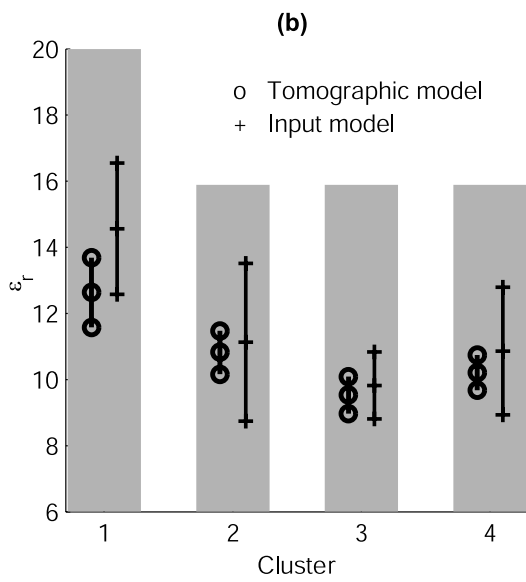 (b)
20
18
16
14
12
10
8
6
εr
o Tomographic model
+ Input model
1 2 3 4
Cluster